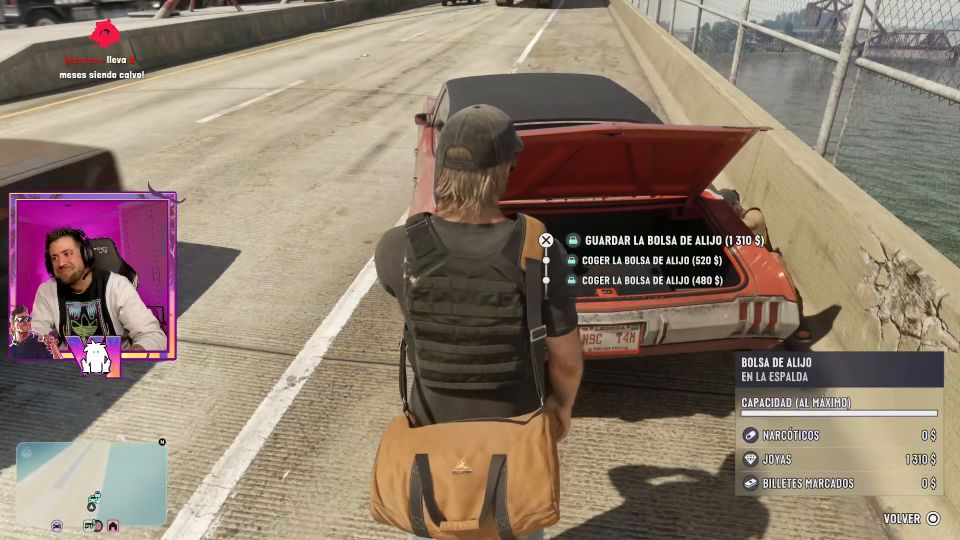 lleva
meses siendo calvo!
GUARDAR LA BOLSA DE ALIJO (1 310 $)
COGER LA BOLSA DE ALIJO (520 $)
COGER LA BOLSA DE ALIJO (480 $)
LEONIDA
N9C T4M
BOLSA DE ALIJO
EN LA ESPALDA
CAPACIDAD (AL MÁXIMO)
NARCÓTICOS 0 $
JOYAS 1 310 $
BILLETES MARCADOS 0 $
N
VOLVER